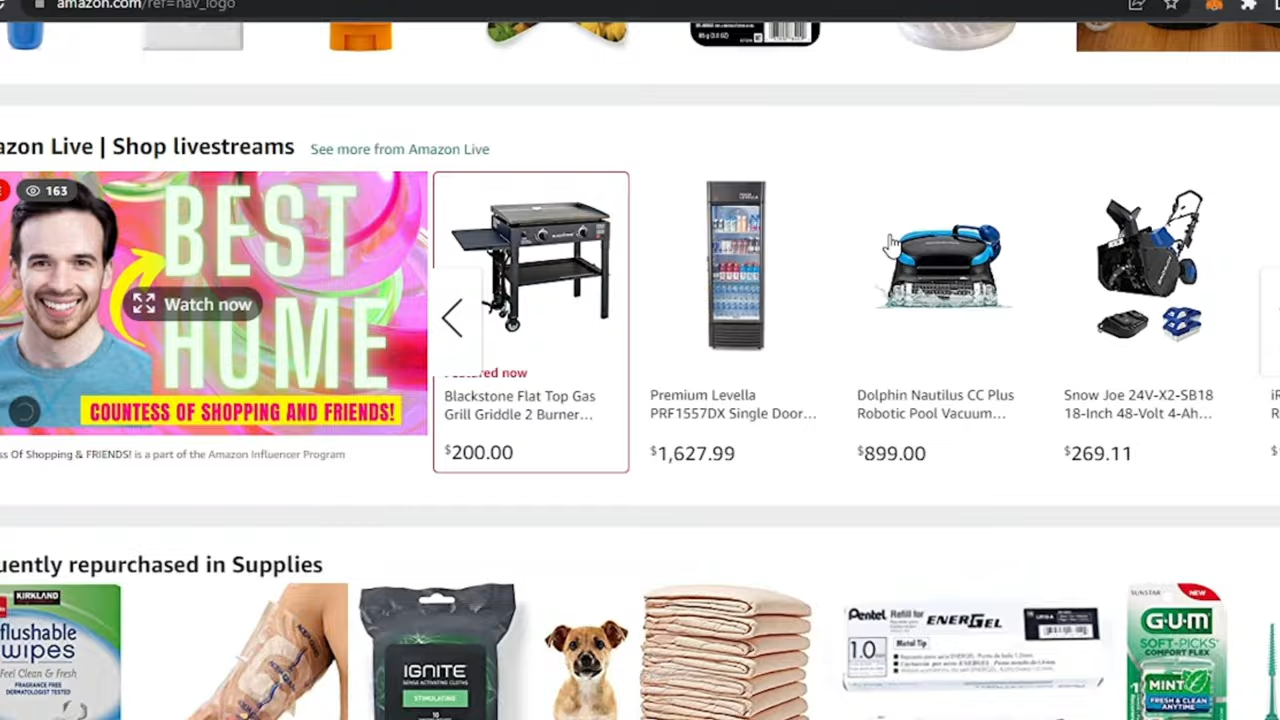 amazon.com/ref=nav_logo
azon Live | Shop livestreams
See more from Amazon Live
163
BEST
HOME
Watch now
COUNTESS OF SHOPPING AND FRIENDS!
ss Of Shopping & FRIENDS! is a part of the Amazon Influencer Program
Featured now
Blackstone Flat Top Gas
Grill Griddle 2 Burner...
$200.00
Premium Levella
PRF1557DX Single Door...
$1,627.99
Dolphin Nautilus CC Plus
Robotic Pool Vacuum...
$899.00
Snow Joe 24V-X2-SB18
18-Inch 48-Volt 4-Ah...
$269.11
uently repurchased in Supplies
KIRKLAND
flushable
wipes
Feel Clean & Fresh
FRAGRANCE FREE
DERMATOLOGIST TESTED
IGNITE
SENSE ACTIVATING CLOTHS
STIMULATING
10
Pentel Refill for ENERGEL
1.0
Metal Tip
SUNSTAR
NEW
G·U·M
SOFT-PICKS
COMFORT FLEX
MINT
FRESH & CLEAN
ANYTIME